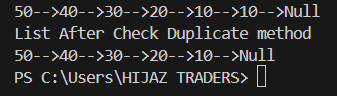 50-->40-->30-->20-->10-->10-->Null
List After Check Duplicate method
50-->40-->30-->20-->10-->Null
PS C:\Users\HIJAZ TRADERS>